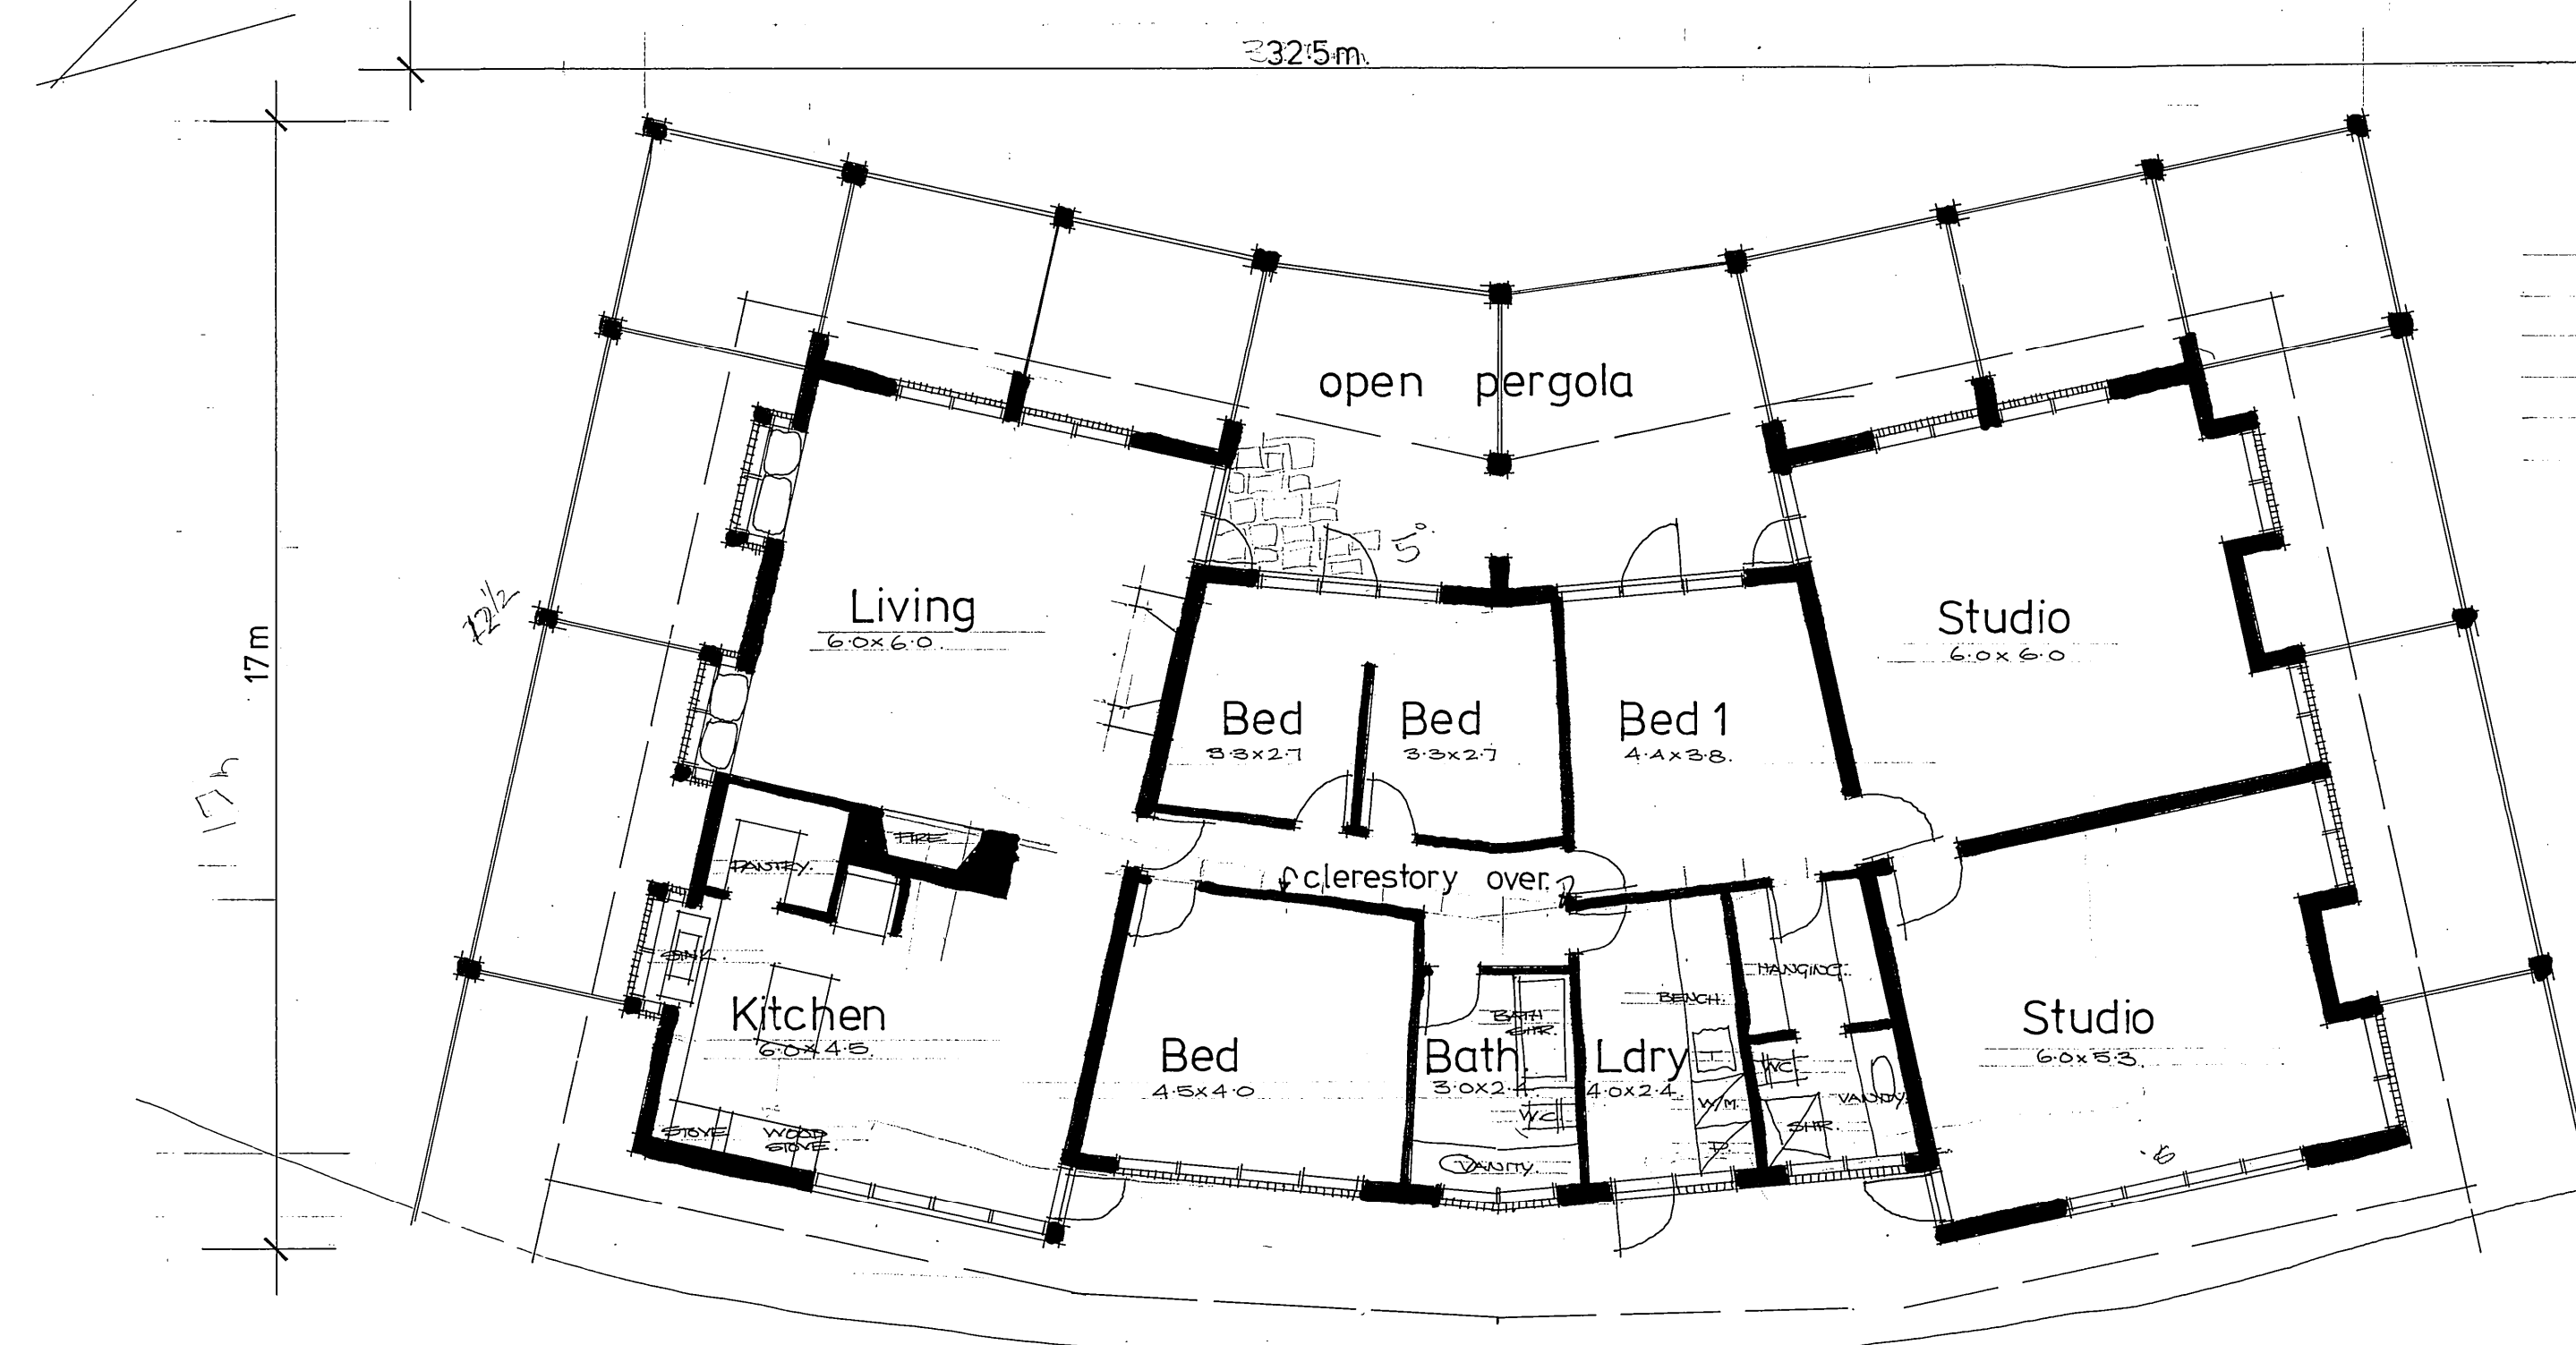 32·5m.
open pergola
5°
12½
17m
Living
6·0x6·0.
Studio
6·0x6·0
Bed
3·3x2·7
Bed
3·3x2·7
Bed 1
4·4x3·8.
FIRE
PANTRY.
clerestory over.
SINK.
Kitchen
6·0x4·5.
STOVE
WOOD
STOVE.
Bed
4·5x4·0
Bath
3·0x2·4
BATH
SHR.
WC
VANITY.
Ldry
4·0x2·4.
BENCH.
W/M.
D
HANGING.
WC
SHR.
VANITY.
Studio
6·0x5·3.